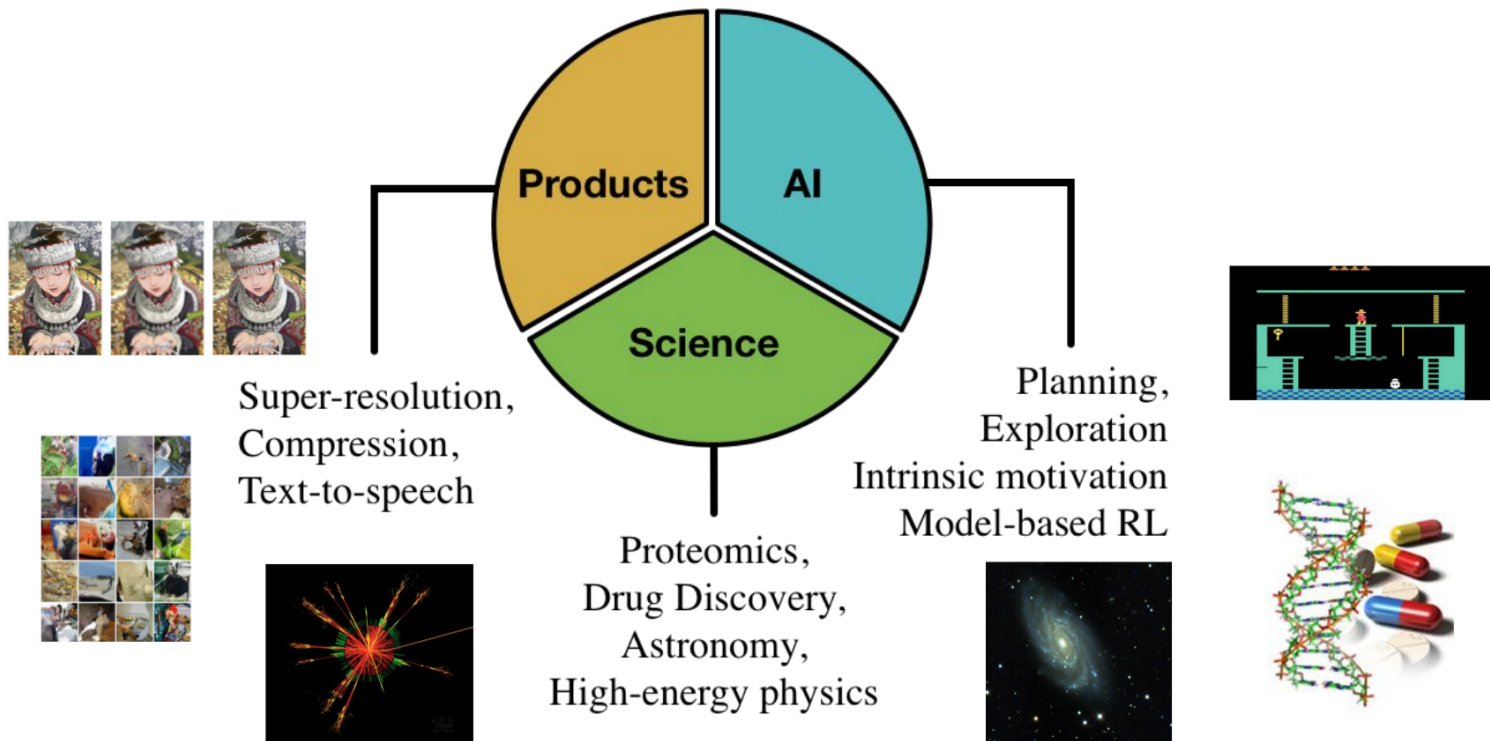 Products
AI
Science
Super-resolution,
Compression,
Text-to-speech
Planning,
Exploration
Intrinsic motivation
Model-based RL
Proteomics,
Drug Discovery,
Astronomy,
High-energy physics